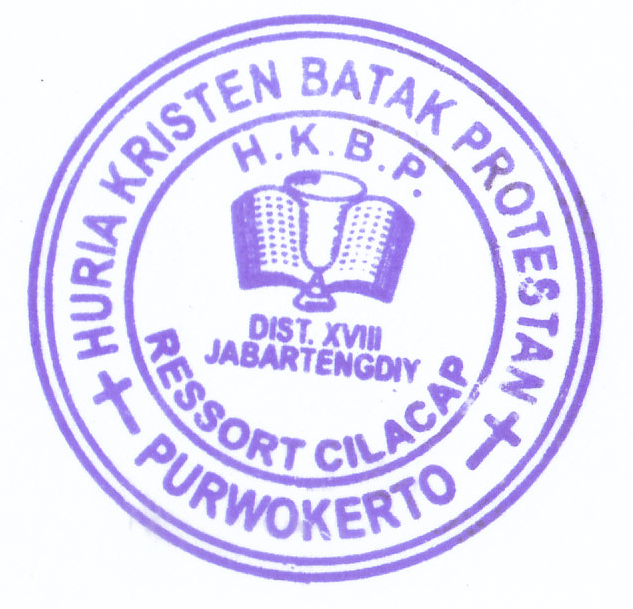 HURIA KRISTEN BATAK PROTESTAN
H.K.B.P.
DIST. XVIII
JABARTENGDIY
RESSORT CILACAP
PURWOKERTO